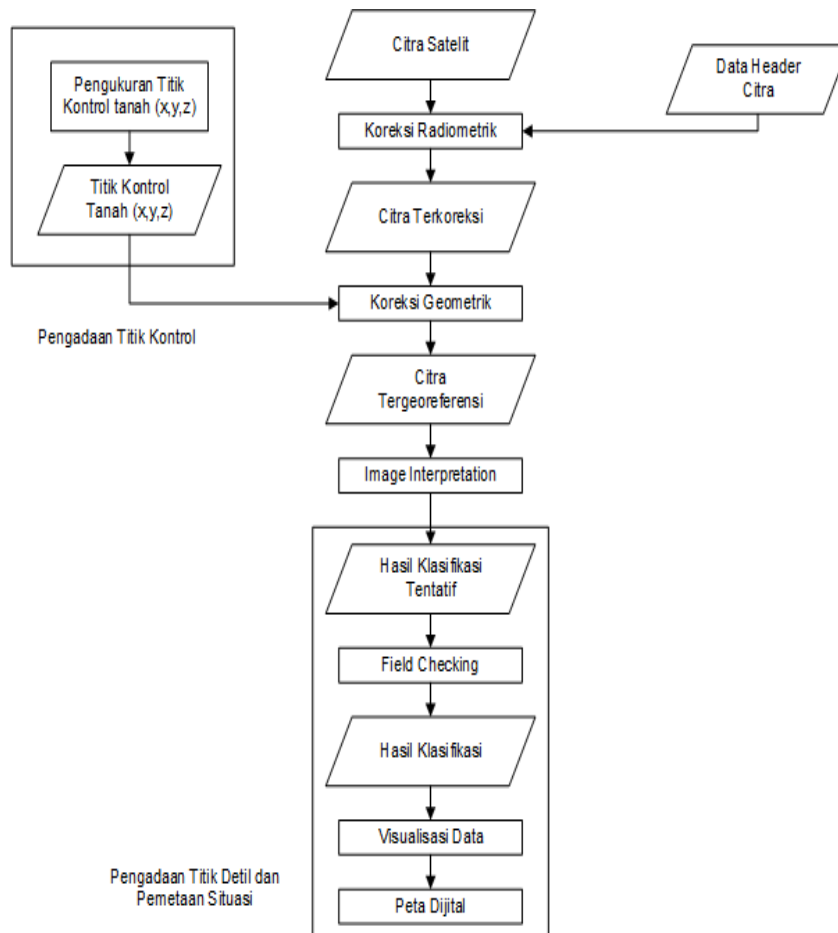 Citra Satelit
Pengukuran Titik
Kontrol tanah (x,y,z)
Data Header
Citra
Koreksi Radiometrik
Titik Kontrol
Tanah (x,y,z)
Citra Terkoreksi
Koreksi Geometrik
Pengadaan Titik Kontrol
Citra
Tergeoreferensi
Image Interpretation
Hasil Klasifikasi
Tentatif
Field Checking
Hasil Klasifikasi
Visualisasi Data
Pengadaan Titik Detil dan
Pemetaan Situasi
Peta Dijital